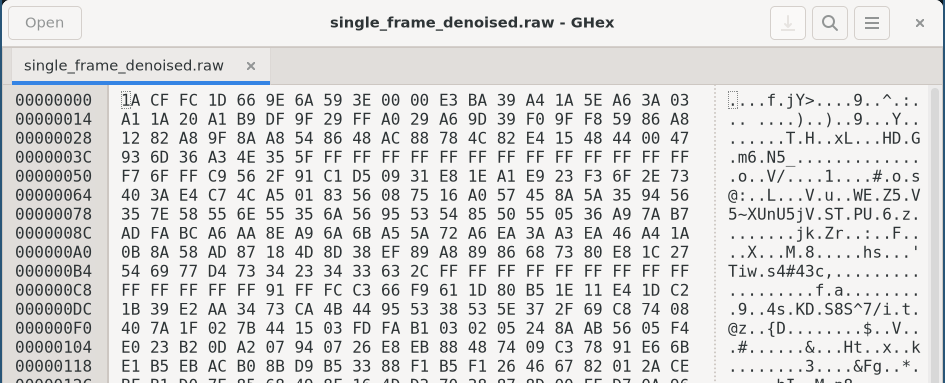 Open
single_frame_denoised.raw - GHex
single_frame_denoised.raw
00000000 1A CF FC 1D 66 9E 6A 59 3E 00 00 E3 BA 39 A4 1A 5E A6 3A 03 ....f.jY>....9..^.:.
00000014 A1 1A 20 A1 B9 DF 9F 29 FF A0 29 A6 9D 39 F0 9F F8 59 86 A8 .. ....)..)..9...Y..
00000028 12 82 A8 9F 8A A8 54 86 48 AC 88 78 4C 82 E4 15 48 44 00 47 ......T.H..xL...HD.G
0000003C 93 6D 36 A3 4E 35 5F FF FF FF FF FF FF FF FF FF FF FF FF FF .m6.N5_.............
00000050 F7 6F FF C9 56 2F 91 C1 D5 09 31 E8 1E A1 E9 23 F3 6F 2E 73 .o..V/....1....#.o.s
00000064 40 3A E4 C7 4C A5 01 83 56 08 75 16 A0 57 45 8A 5A 35 94 56 @:..L...V.u..WE.Z5.V
00000078 35 7E 58 55 6E 55 35 6A 56 95 53 54 85 50 55 05 36 A9 7A B7 5~XUnU5jV.ST.PU.6.z.
0000008C AD FA BC A6 AA 8E A9 6A 6B A5 5A 72 A6 EA 3A A3 EA 46 A4 1A .......jk.Zr..:..F..
000000A0 0B 8A 58 AD 87 18 4D 8D 38 EF 89 A8 89 86 68 73 80 E8 1C 27 ..X...M.8.....hs...'
000000B4 54 69 77 D4 73 34 23 34 33 63 2C FF FF FF FF FF FF FF FF FF Tiw.s4#43c,.........
000000C8 FF FF FF FF FF 91 FF FC C3 66 F9 61 1D 80 B5 1E 11 E4 1D C2 .........f.a........
000000DC 1B 39 E2 AA 34 73 CA 4B 44 95 53 38 53 5E 37 2F 69 C8 74 08 .9..4s.KD.S8S^7/i.t.
000000F0 40 7A 1F 02 7B 44 15 03 FD FA B1 03 02 05 24 8A AB 56 05 F4 @z..{D........$..V..
00000104 E0 23 B2 0D A2 07 94 07 26 E8 EB 88 48 74 09 C3 78 91 E6 6B .#......&...Ht..x..k
00000118 E1 B5 EB AC B0 8B D9 B5 33 88 F1 B5 F1 26 46 67 82 01 2A CE ........3....&Fg..*.